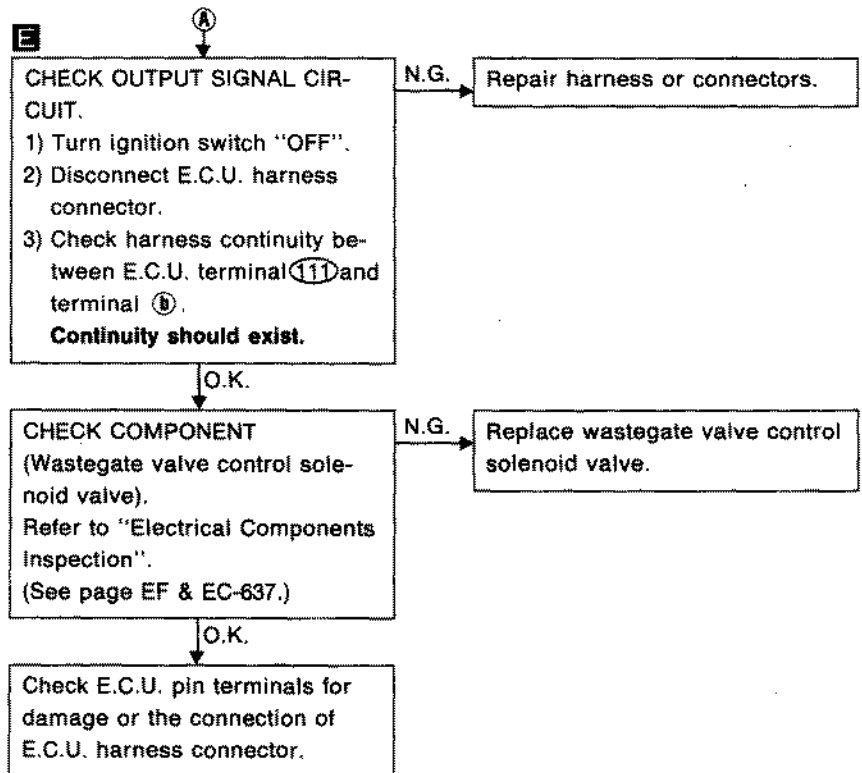 Ⓐ
E
CHECK OUTPUT SIGNAL CIR-
CUIT.
1) Turn ignition switch "OFF".
2) Disconnect E.C.U. harness
connector.
3) Check harness continuity be-
tween E.C.U. terminal (111) and
terminal ⓑ.
Continuity should exist.
N.G.
Repair harness or connectors.
O.K.
CHECK COMPONENT
(Wastegate valve control sole-
noid valve).
Refer to "Electrical Components
Inspection".
(See page EF & EC-637.)
N.G.
Replace wastegate valve control
solenoid valve.
O.K.
Check E.C.U. pin terminals for
damage or the connection of
E.C.U. harness connector.